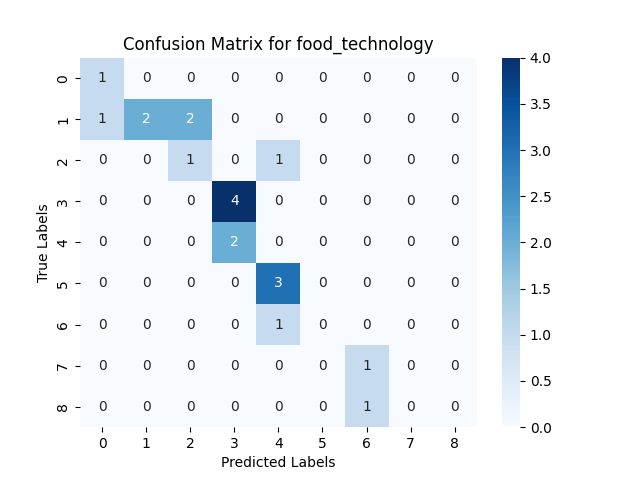 Confusion Matrix for food_technology
0 1 0 0 0 0 0 0 0 0
1 1 2 2 0 0 0 0 0 0
2 0 0 1 0 1 0 0 0 0
3 0 0 0 4 0 0 0 0 0
4 0 0 0 2 0 0 0 0 0
5 0 0 0 0 3 0 0 0 0
6 0 0 0 0 1 0 0 0 0
7 0 0 0 0 0 0 1 0 0
8 0 0 0 0 0 0 1 0 0
0 1 2 3 4 5 6 7 8
Predicted Labels
True Labels
4.0
3.5
3.0
2.5
2.0
1.5
1.0
0.5
0.0